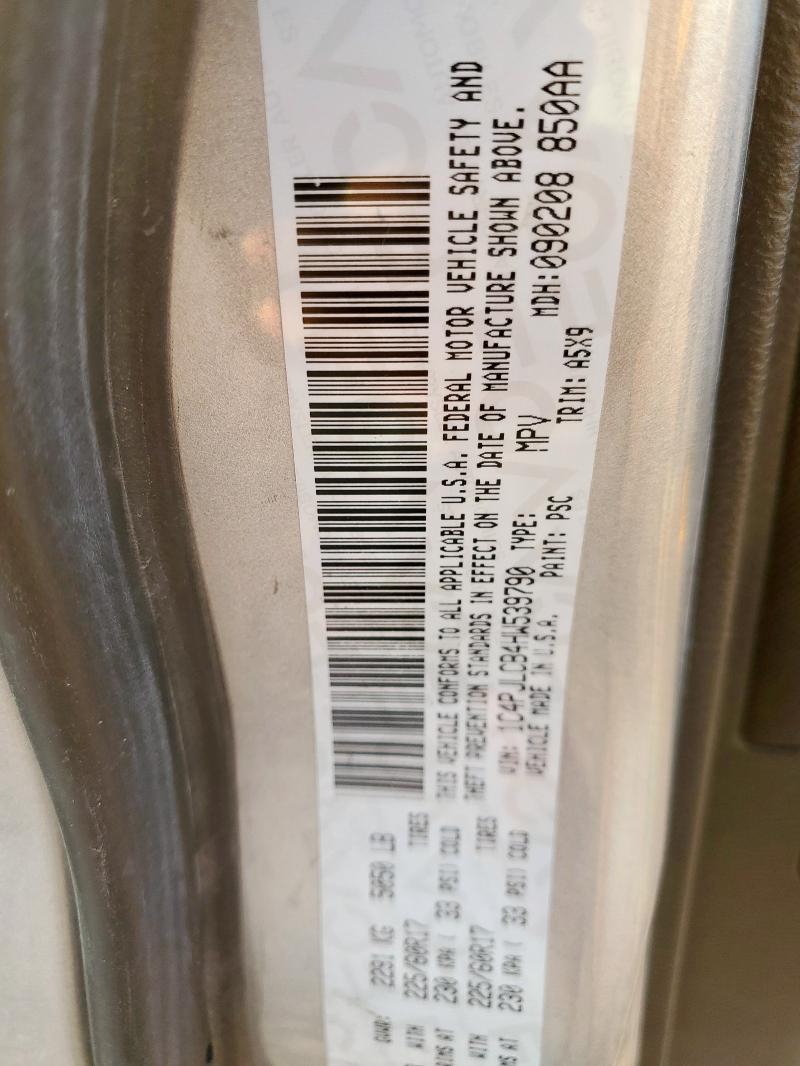 GVWR: 2291 KG 5050 LB
WITH 225/60R17 TIRES
AT 230 KPA ( 33 PSI) COLD
WITH 225/60R17 TIRES
AT 230 KPA ( 33 PSI) COLD
THIS VEHICLE CONFORMS TO ALL APPLICABLE U.S.A. FEDERAL MOTOR VEHICLE SAFETY AND
THEFT PREVENTION STANDARDS IN EFFECT ON THE DATE OF MANUFACTURE SHOWN ABOVE.
VIN: 1C4PJLCB4HW539790 TYPE: MPV MDH:090208 850AA
VEHICLE MADE IN U.S.A. PAINT: PSC TRIM: A5X9